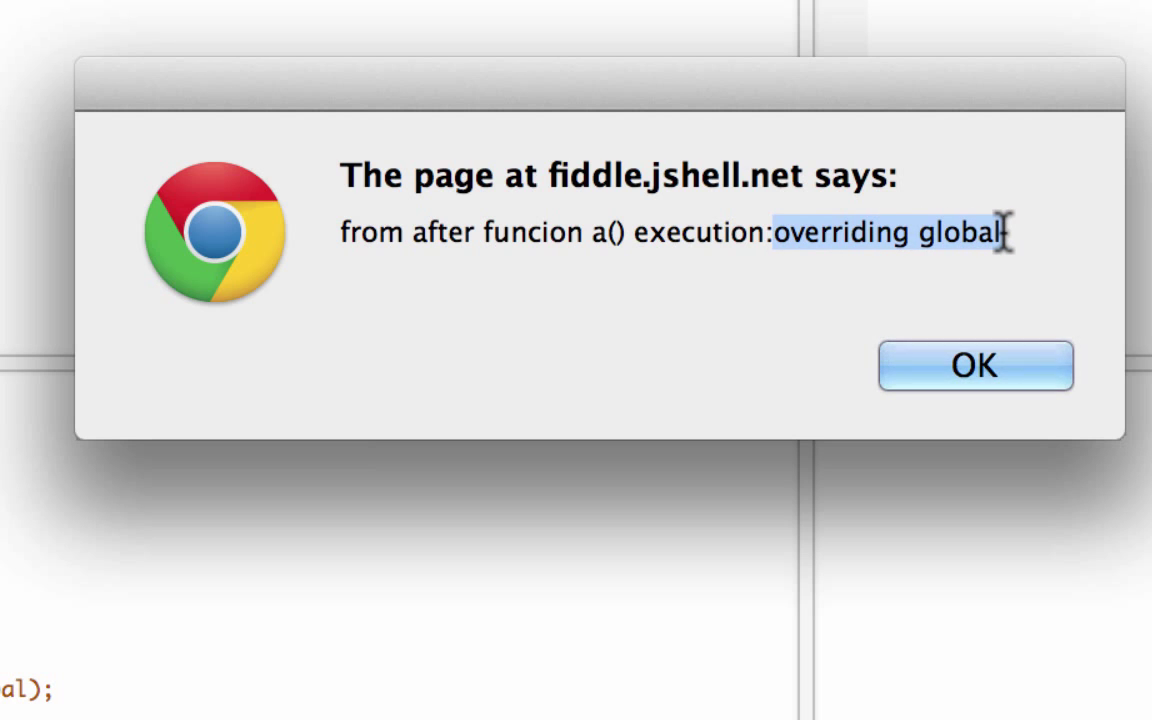 The page at fiddle.jshell.net says:
from after funcion a() execution:overriding global
OK
al);